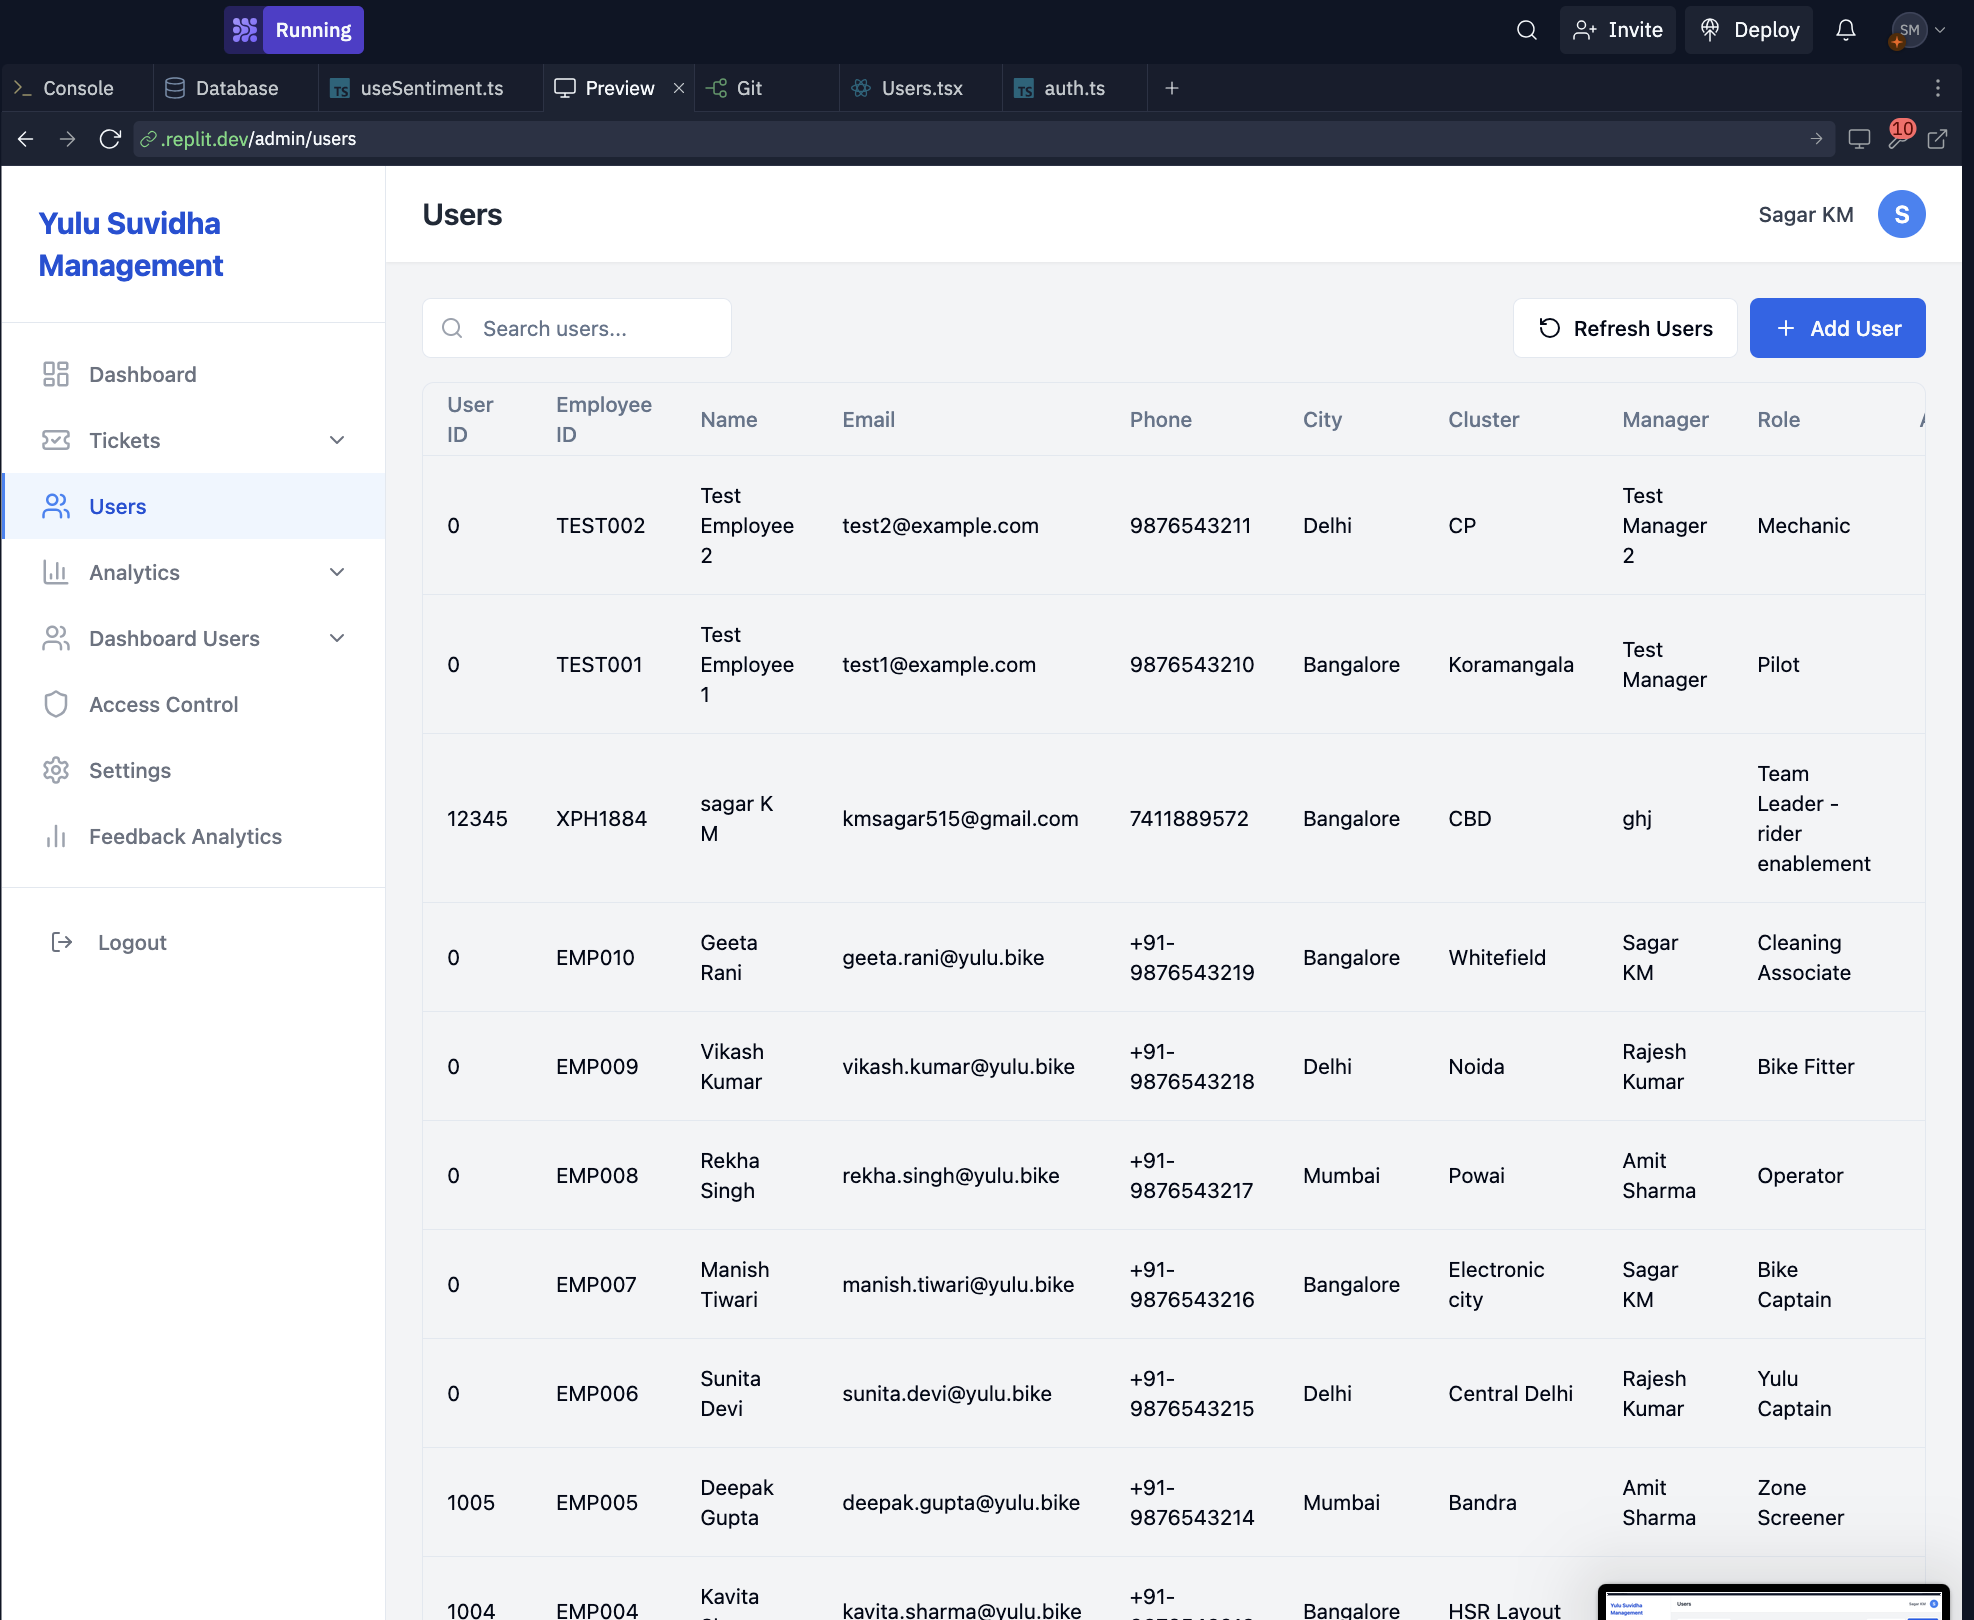 Running
Invite
Deploy
SM
Console
Database
TS useSentiment.ts
Preview
Git
Users.tsx
TS auth.ts
.replit.dev/admin/users
10
Yulu Suvidha
Management
Users
Sagar KM
S
Dashboard
Tickets
Users
Analytics
Dashboard Users
Access Control
Settings
Feedback Analytics
Logout
Search users...
Refresh Users
Add User
User
ID
Employee
ID
Name
Email
Phone
City
Cluster
Manager
Role
0
TEST002
Test
Employee
2
test2@example.com
9876543211
Delhi
CP
Test
Manager
2
Mechanic
0
TEST001
Test
Employee
1
test1@example.com
9876543210
Bangalore
Koramangala
Test
Manager
Pilot
12345
XPH1884
sagar K
M
kmsagar515@gmail.com
7411889572
Bangalore
CBD
ghj
Team
Leader -
rider
enablement
0
EMP010
Geeta
Rani
geeta.rani@yulu.bike
+91-
9876543219
Bangalore
Whitefield
Sagar
KM
Cleaning
Associate
0
EMP009
Vikash
Kumar
vikash.kumar@yulu.bike
+91-
9876543218
Delhi
Noida
Rajesh
Kumar
Bike Fitter
0
EMP008
Rekha
Singh
rekha.singh@yulu.bike
+91-
9876543217
Mumbai
Powai
Amit
Sharma
Operator
0
EMP007
Manish
Tiwari
manish.tiwari@yulu.bike
+91-
9876543216
Bangalore
Electronic
city
Sagar
KM
Bike
Captain
0
EMP006
Sunita
Devi
sunita.devi@yulu.bike
+91-
9876543215
Delhi
Central Delhi
Rajesh
Kumar
Yulu
Captain
1005
EMP005
Deepak
Gupta
deepak.gupta@yulu.bike
+91-
9876543214
Mumbai
Bandra
Amit
Sharma
Zone
Screener
1004
EMP004
Kavita
kavita.sharma@yulu.bike
+91-
Bangalore
HSR Layout
Yulu Suvidha
Management
Users